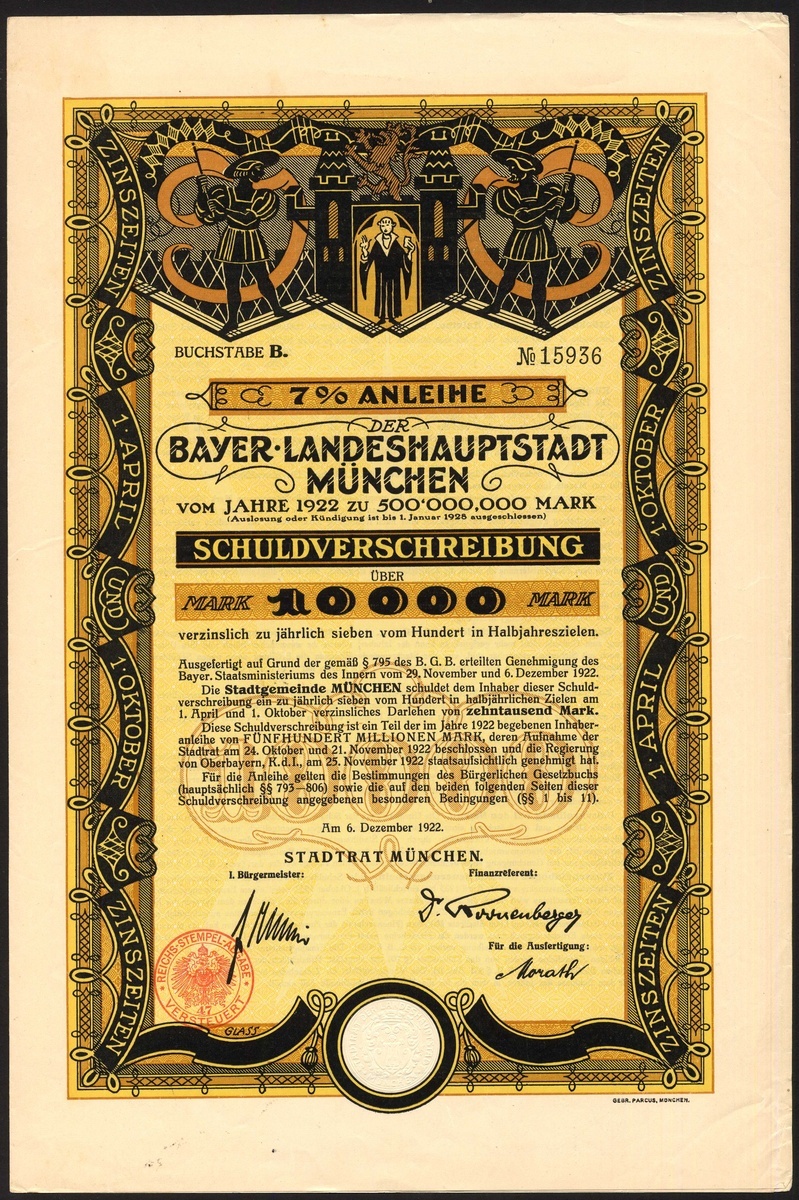 ZINSZEITEN
1. APRIL
UND
1. OKTOBER
ZINSZEITEN
ZINSZEITEN
1. OKTOBER
UND
1. APRIL
ZINSZEITEN
BUCHSTABE B.
№ 15936
7% ANLEIHE
DER
BAYER. LANDESHAUPTSTADT
MÜNCHEN
VOM JAHRE 1922 ZU 500'000,000 MARK
(Auslosung oder Kündigung ist bis 1. Januar 1928 ausgeschlossen)
SCHULDVERSCHREIBUNG
ÜBER
MARK 10000 MARK
verzinslich zu jährlich sieben vom Hundert in Halbjahreszielen.
Ausgefertigt auf Grund der gemäß § 795 des B. G. B. erteilten Genehmigung des
Bayer. Staatsministeriums des Innern vom 29. November und 6. Dezember 1922.
Die Stadtgemeinde MÜNCHEN schuldet dem Inhaber dieser Schuld-
verschreibung ein zu jährlich sieben vom Hundert in halbjährlichen Zielen am
1. April und 1. Oktober verzinsliches Darlehen von zehntausend Mark.
Diese Schuldverschreibung ist ein Teil der im Jahre 1922 begebenen Inhaber-
anleihe von FÜNFHUNDERT MILLIONEN MARK, deren Aufnahme der
Stadtrat am 24. Oktober und 21. November 1922 beschlossen und die Regierung
von Oberbayern, K. d. I., am 25. November 1922 staatsaufsichtlich genehmigt hat.
Für die Anleihe gelten die Bestimmungen des Bürgerlichen Gesetzbuchs
(hauptsächlich §§ 793—806) sowie die auf den beiden folgenden Seiten dieser
Schuldverschreibung angegebenen besonderen Bedingungen (§§ 1 bis 11).
10000
Am 6. Dezember 1922.
STADTRAT MÜNCHEN.
I. Bürgermeister:
Finanzreferent:
Für die Ausfertigung:
Morath
REICHS-STEMPEL-ABGABE
47
VERSTEUERT
GLASS
GEBR. PARCUS, MÜNCHEN.